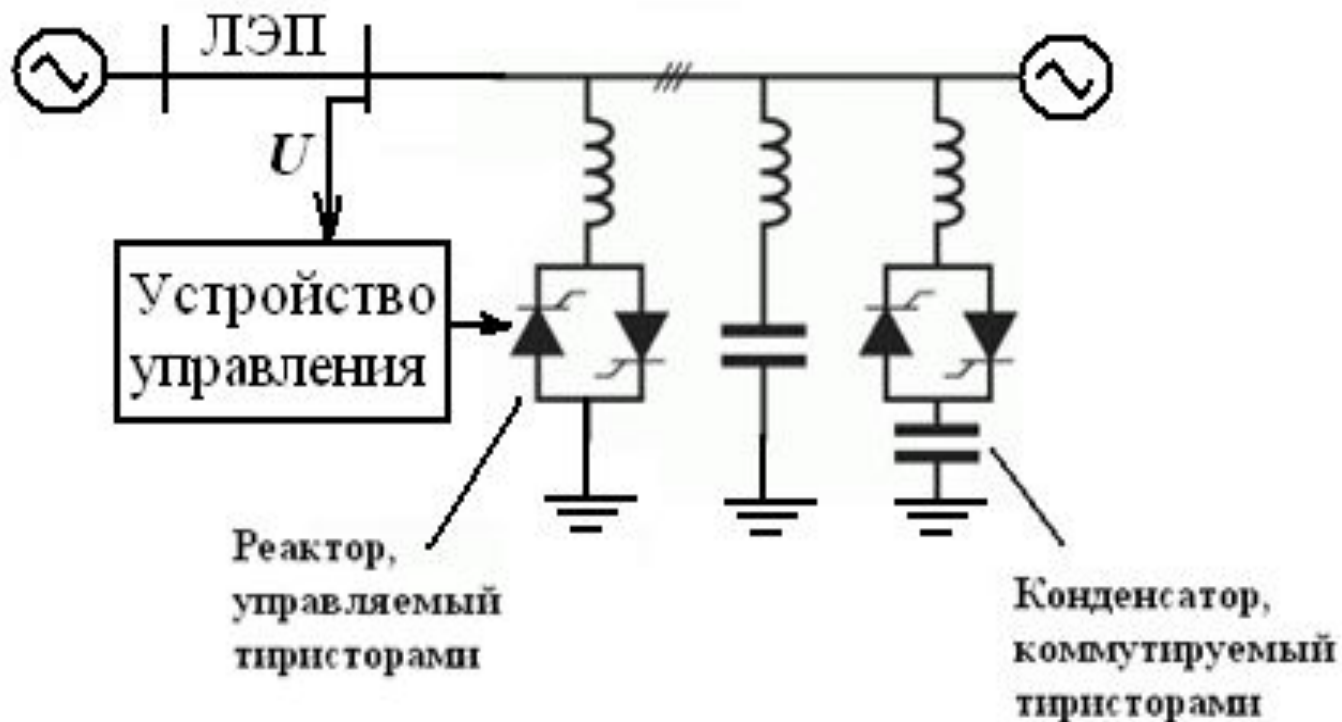 ЛЭП
U
Устройство
управления
Реактор,
управляемый
тиристорами
Конденсатор,
коммутируемый
тиристорами